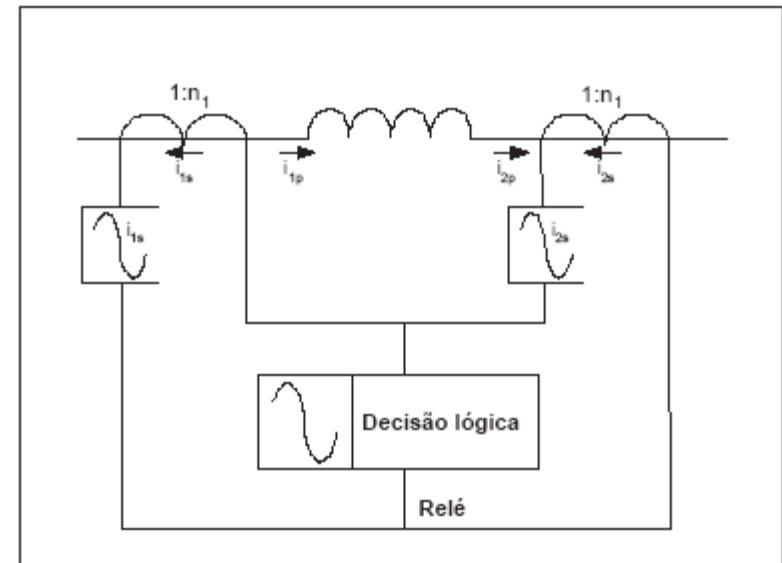 1:n₁
1:n₁
i₁s
i₁p
i₂p
i₂s
i₁s
i₂s
Decisão lógica
Relé